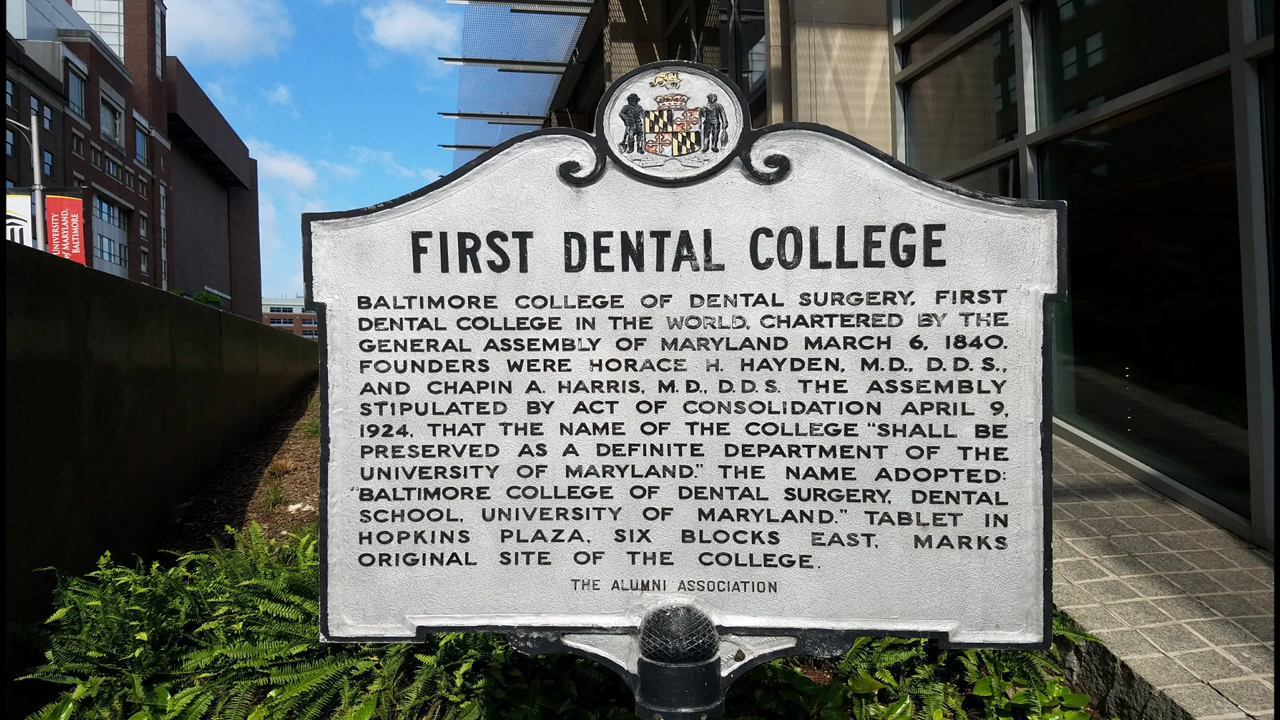 FIRST DENTAL COLLEGE
BALTIMORE COLLEGE OF DENTAL SURGERY, FIRST
DENTAL COLLEGE IN THE WORLD, CHARTERED BY THE
GENERAL ASSEMBLY OF MARYLAND MARCH 6, 1840.
FOUNDERS WERE HORACE H. HAYDEN, M.D., D.D.S.,
AND CHAPIN A. HARRIS, M.D., D.D.S. THE ASSEMBLY
STIPULATED BY ACT OF CONSOLIDATION APRIL 9,
1924, THAT THE NAME OF THE COLLEGE "SHALL BE
PRESERVED AS A DEFINITE DEPARTMENT OF THE
UNIVERSITY OF MARYLAND." THE NAME ADOPTED:
"BALTIMORE COLLEGE OF DENTAL SURGERY, DENTAL
SCHOOL, UNIVERSITY OF MARYLAND." TABLET IN
HOPKINS PLAZA, SIX BLOCKS EAST, MARKS
ORIGINAL SITE OF THE COLLEGE.
THE ALUMNI ASSOCIATION
UNIVERSITY
of MARYLAND,
BALTIMORE